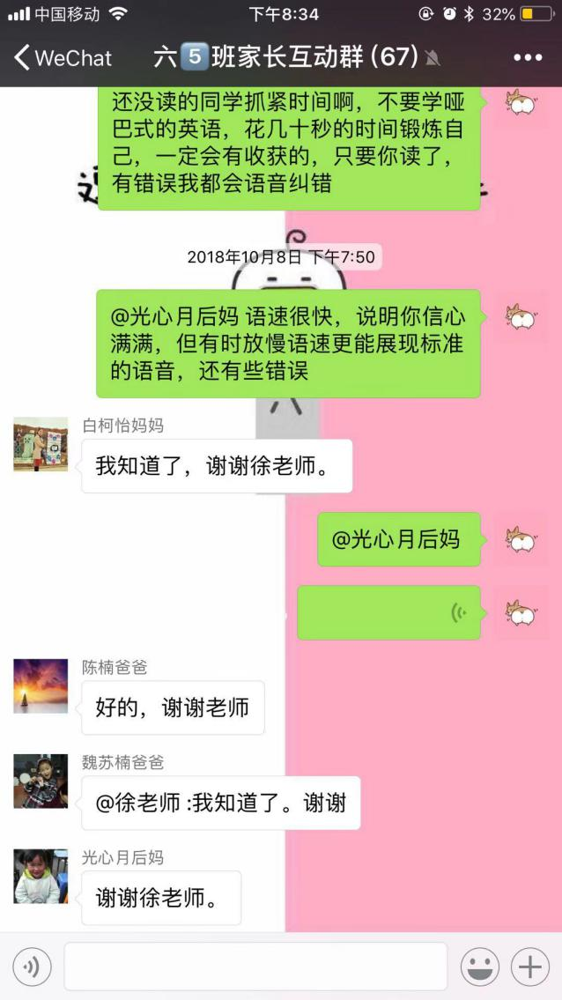 中国移动 下午8:34 32%
WeChat 六5班家长互动群(67)
还没读的同学抓紧时间啊，不要学哑
巴式的英语，花几十秒的时间锻炼自
己，一定会有收获的，只要你读了，
有错误我都会语音纠错
2018年10月8日 下午7:50
@光心月后妈 语速很快，说明你信心
满满，但有时放慢语速更能展现标准
的语音，还有些错误
白柯怡妈妈
我知道了，谢谢徐老师。
@光心月后妈
陈楠爸爸
好的，谢谢老师
魏苏楠爸爸
@徐老师 :我知道了。谢谢
光心月后妈
谢谢徐老师。